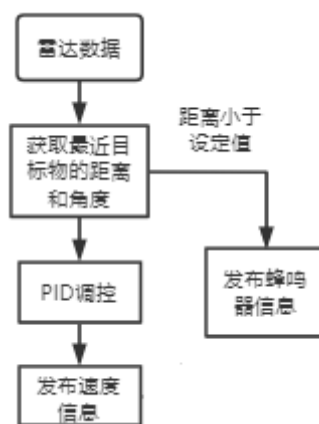 雷达数据
获取最近目
标物的距离
和角度
距离小于
设定值
PID调控
发布蜂鸣
器信息
发布速度
信息